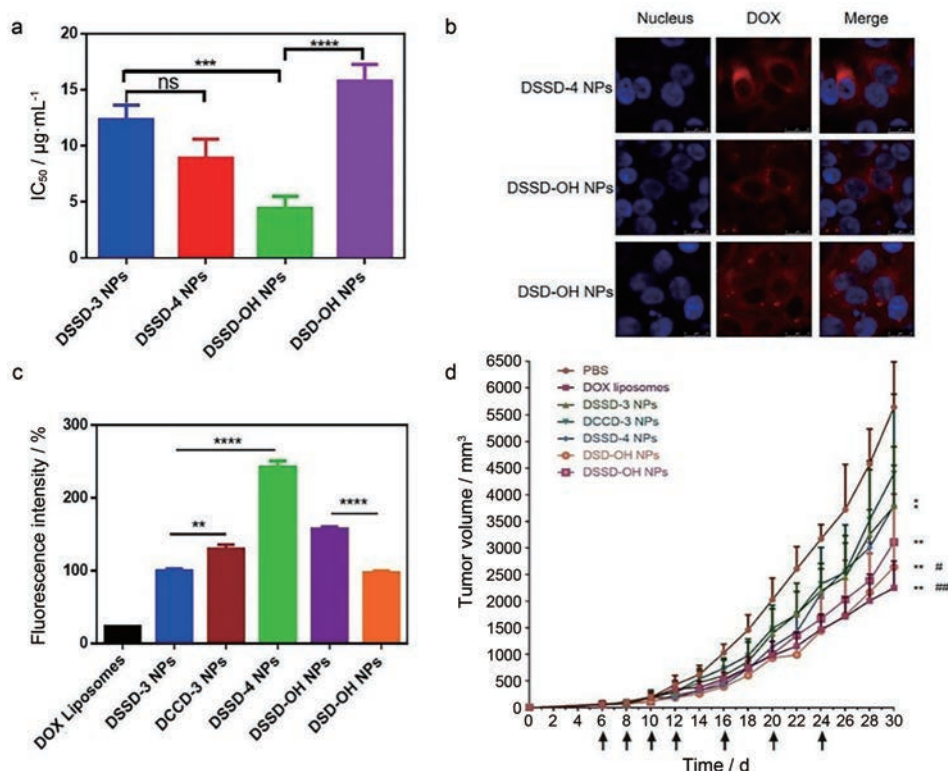 a
20
15
10
5
0
IC₅₀ / μg·mL⁻¹
***
****
ns
DSSD-3 NPs
DSSD-4 NPs
DSSD-OH NPs
DSD-OH NPs
b
Nucleus DOX Merge
DSSD-4 NPs
DSSD-OH NPs
DSD-OH NPs
c
300
200
100
0
Fluorescence intensity / %
****
**
****
DOX Liposomes
DSSD-3 NPs
DCCD-3 NPs
DSSD-4 NPs
DSSD-OH NPs
DSD-OH NPs
d
6500
6000
5500
5000
4500
4000
3500
3000
2500
2000
1500
1000
500
0
Tumor volume / mm³
PBS
DOX liposomes
DSSD-3 NPs
DCCD-3 NPs
DSSD-4 NPs
DSD-OH NPs
DSSD-OH NPs
*
*
**
** #
** ##
0 2 4 6 8 10 12 14 16 18 20 22 24 26 28 30
Time / d